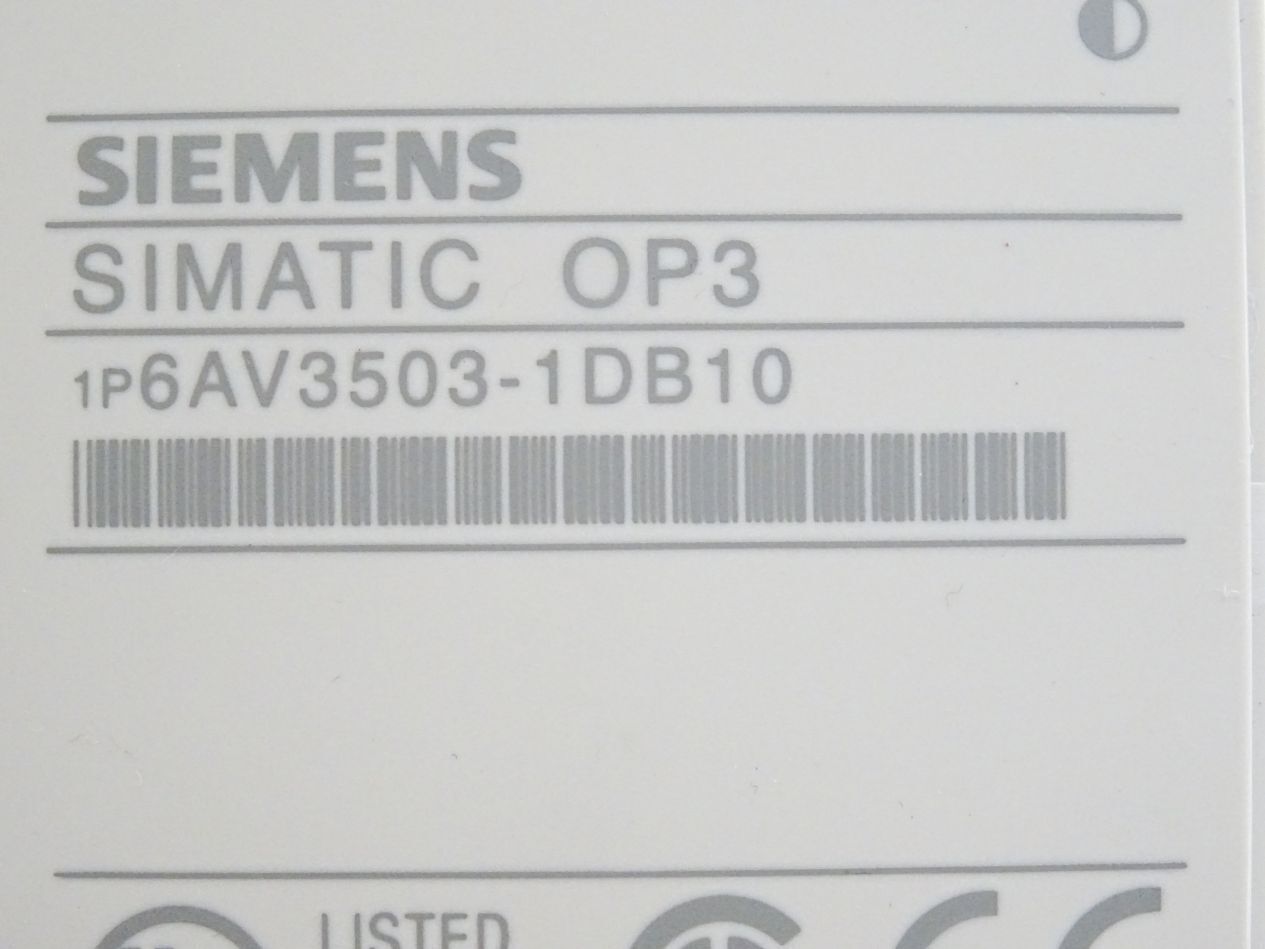 SIEMENS
SIMATIC OP3
1P6AV3503-1DB10
LISTED